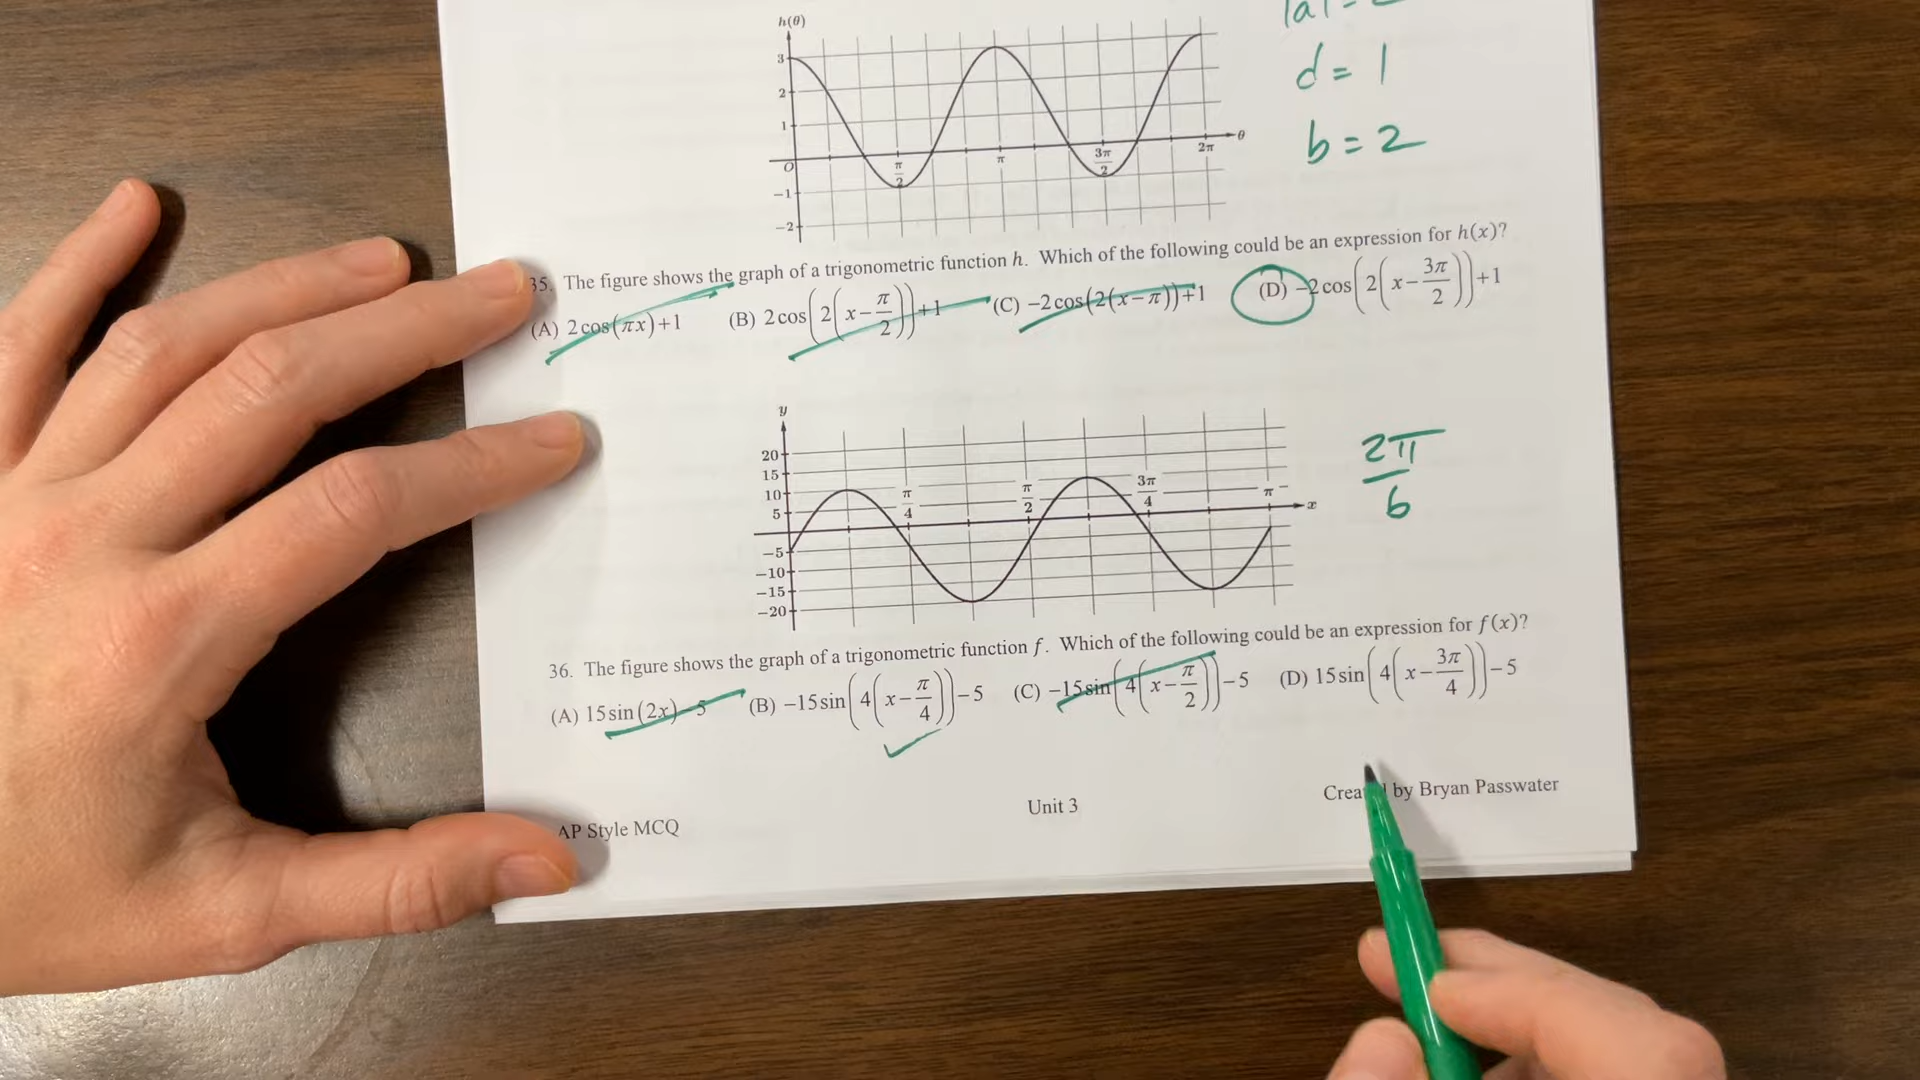 |a| = 2
h(θ)
3
2
1
O
-1
-2
π/2
π
3π/2
2π
θ
d = 1
b = 2
35. The figure shows the graph of a trigonometric function h. Which of the following could be an expression for h(x)?
(A) 2cos(πx)+1 (B) 2cos(2(x−π/2))+1 (C) −2cos(2(x−π))+1 (D) −2cos(2(x−3π/2))+1
y
20
15
10
5
-5
-10
-15
-20
π/4
π/2
3π/4
π
x
2π/6
36. The figure shows the graph of a trigonometric function f. Which of the following could be an expression for f(x)?
(A) 15sin(2x)−5 (B) −15sin(4(x−π/4))−5 (C) −15sin(4(x−π/2))−5 (D) 15sin(4(x−3π/4))−5
AP Style MCQ
Unit 3
by Bryan Passwater